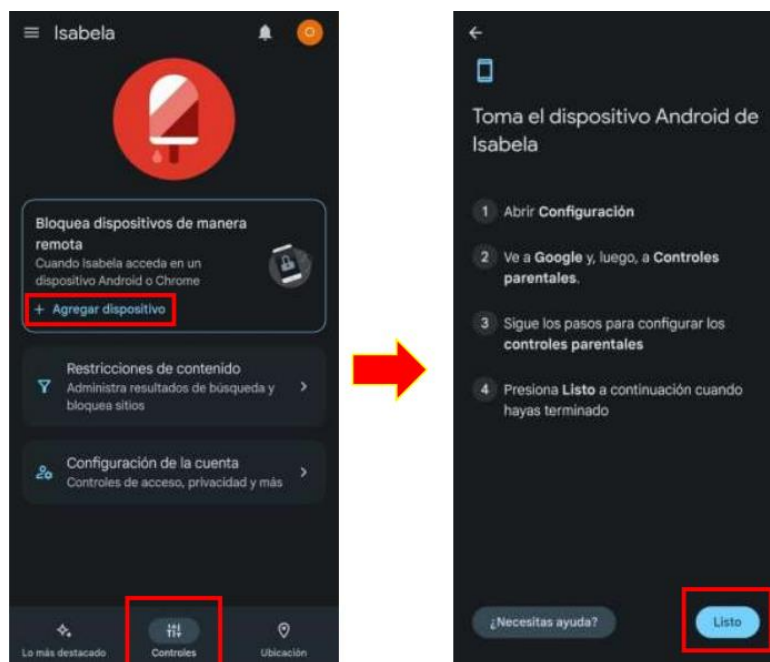 Isabela
Bloquea dispositivos de manera
remota
Cuando Isabela acceda en un
dispositivo Android o Chrome
+ Agregar dispositivo
Restricciones de contenido
Administra resultados de búsqueda y
bloquea sitios
Configuración de la cuenta
Controles de acceso, privacidad y más
Lo más destacado
Controles
Ubicación
Toma el dispositivo Android de
Isabela
1 Abrir Configuración
2 Ve a Google y, luego, a Controles
parentales.
3 Sigue los pasos para configurar los
controles parentales
4 Presiona Listo a continuación cuando
hayas terminado
¿Necesitas ayuda?
Listo